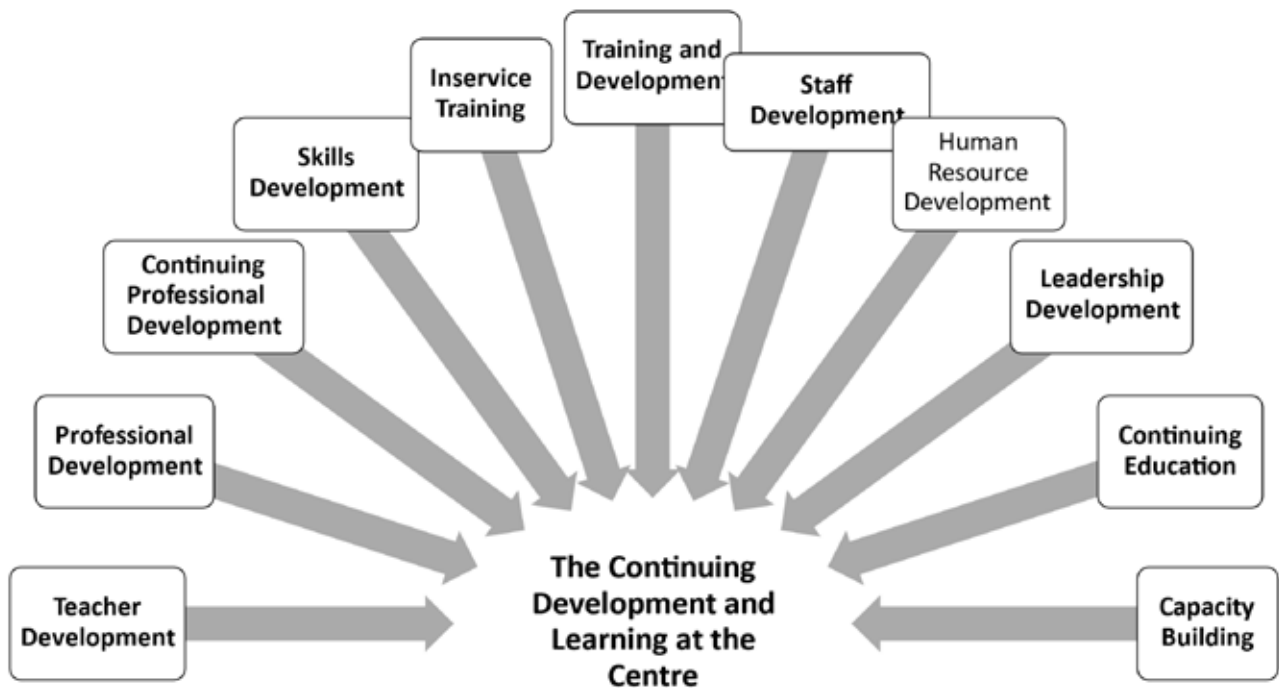 Training and
Development
Inservice
Training
Staff
Development
Skills
Development
Human
Resource
Development
Continuing
Professional
Development
Leadership
Development
Professional
Development
Continuing
Education
The Continuing
Development and
Learning at the
Centre
Teacher
Development
Capacity
Building